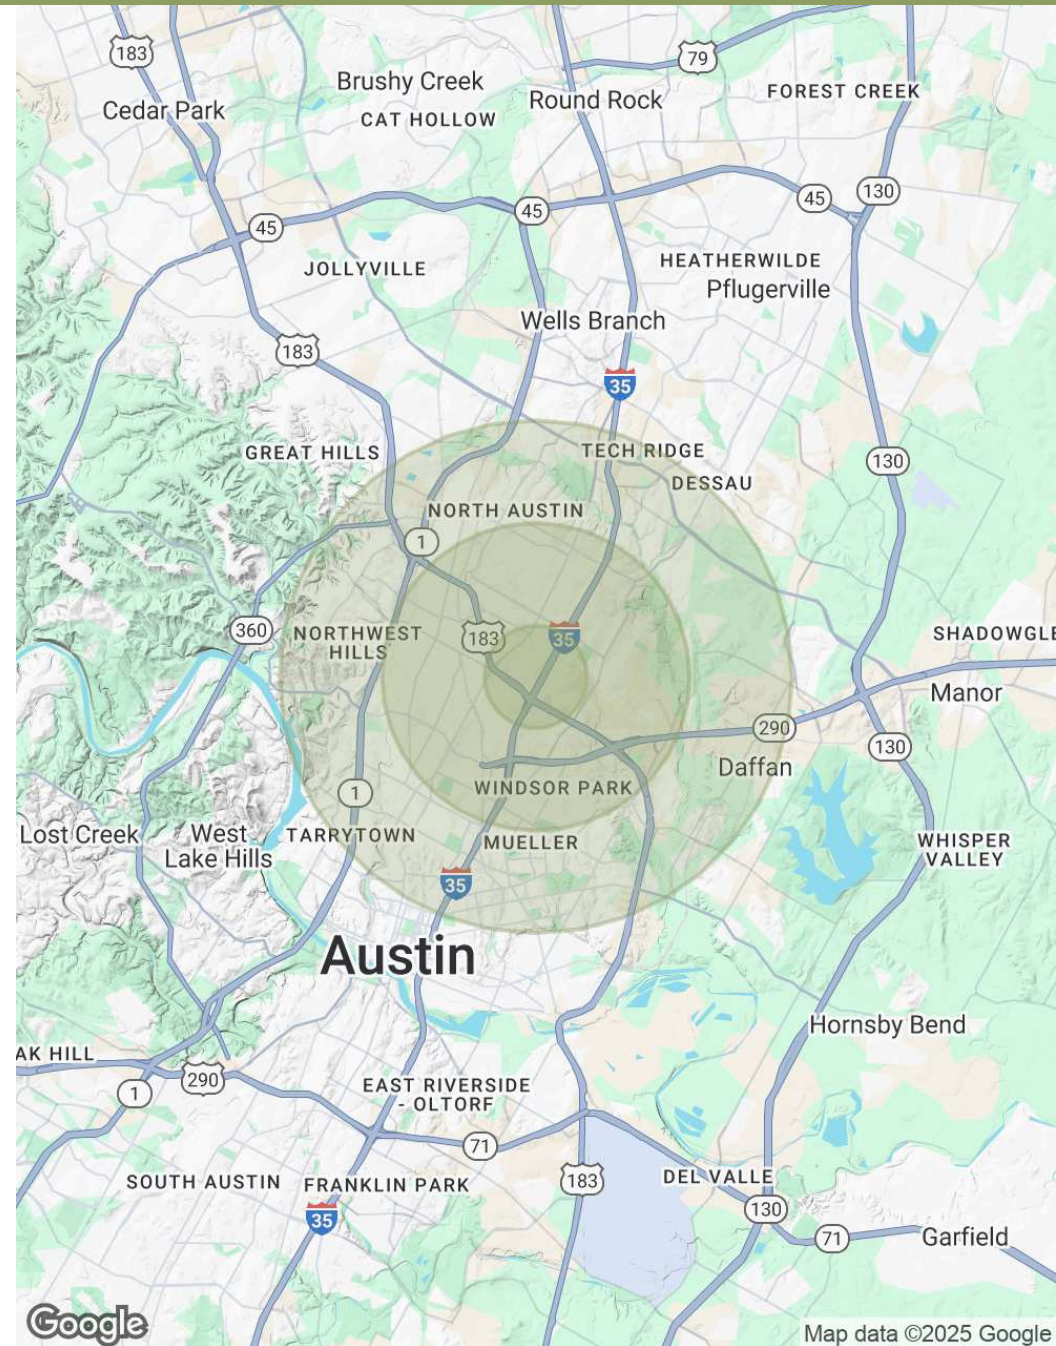 183
79
Brushy Creek
Cedar Park
Round Rock
FOREST CREEK
CAT HOLLOW
130
45
45
45
JOLLYVILLE
HEATHERWILDE
Pflugerville
Wells Branch
183
35
GREAT HILLS
TECH RIDGE
130
DESSAU
NORTH AUSTIN
1
360
NORTHWEST
HILLS
183
35
SHADOWGLE
Manor
290
130
Daffan
WINDSOR PARK
1
Lost Creek
West
Lake Hills
TARRYTOWN
MUELLER
WHISPER
VALLEY
35
Austin
Hornsby Bend
AK HILL
290
1
EAST RIVERSIDE
- OLTORF
71
SOUTH AUSTIN
FRANKLIN PARK
183
DEL VALLE
130
35
71
Garfield
Google
Map data ©2025 Google